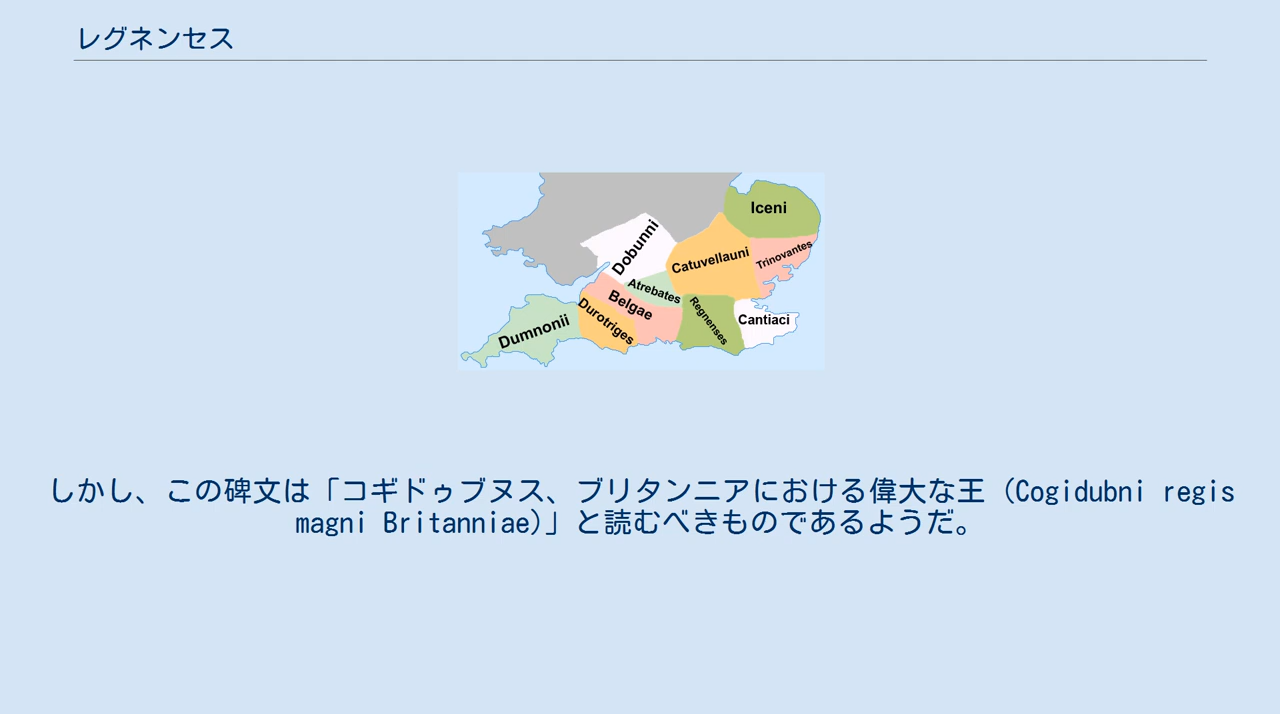 レグネンセス
Iceni
Dobunni
Catuvellauni
Trinovantes
Atrebates
Belgae
Regnenses
Cantiaci
Durotriges
Dumnonii
しかし、この碑文は「コギドゥブヌス、ブリタンニアにおける偉大な王 (Cogidubni regis
magni Britanniae)」と読むべきものであるようだ。